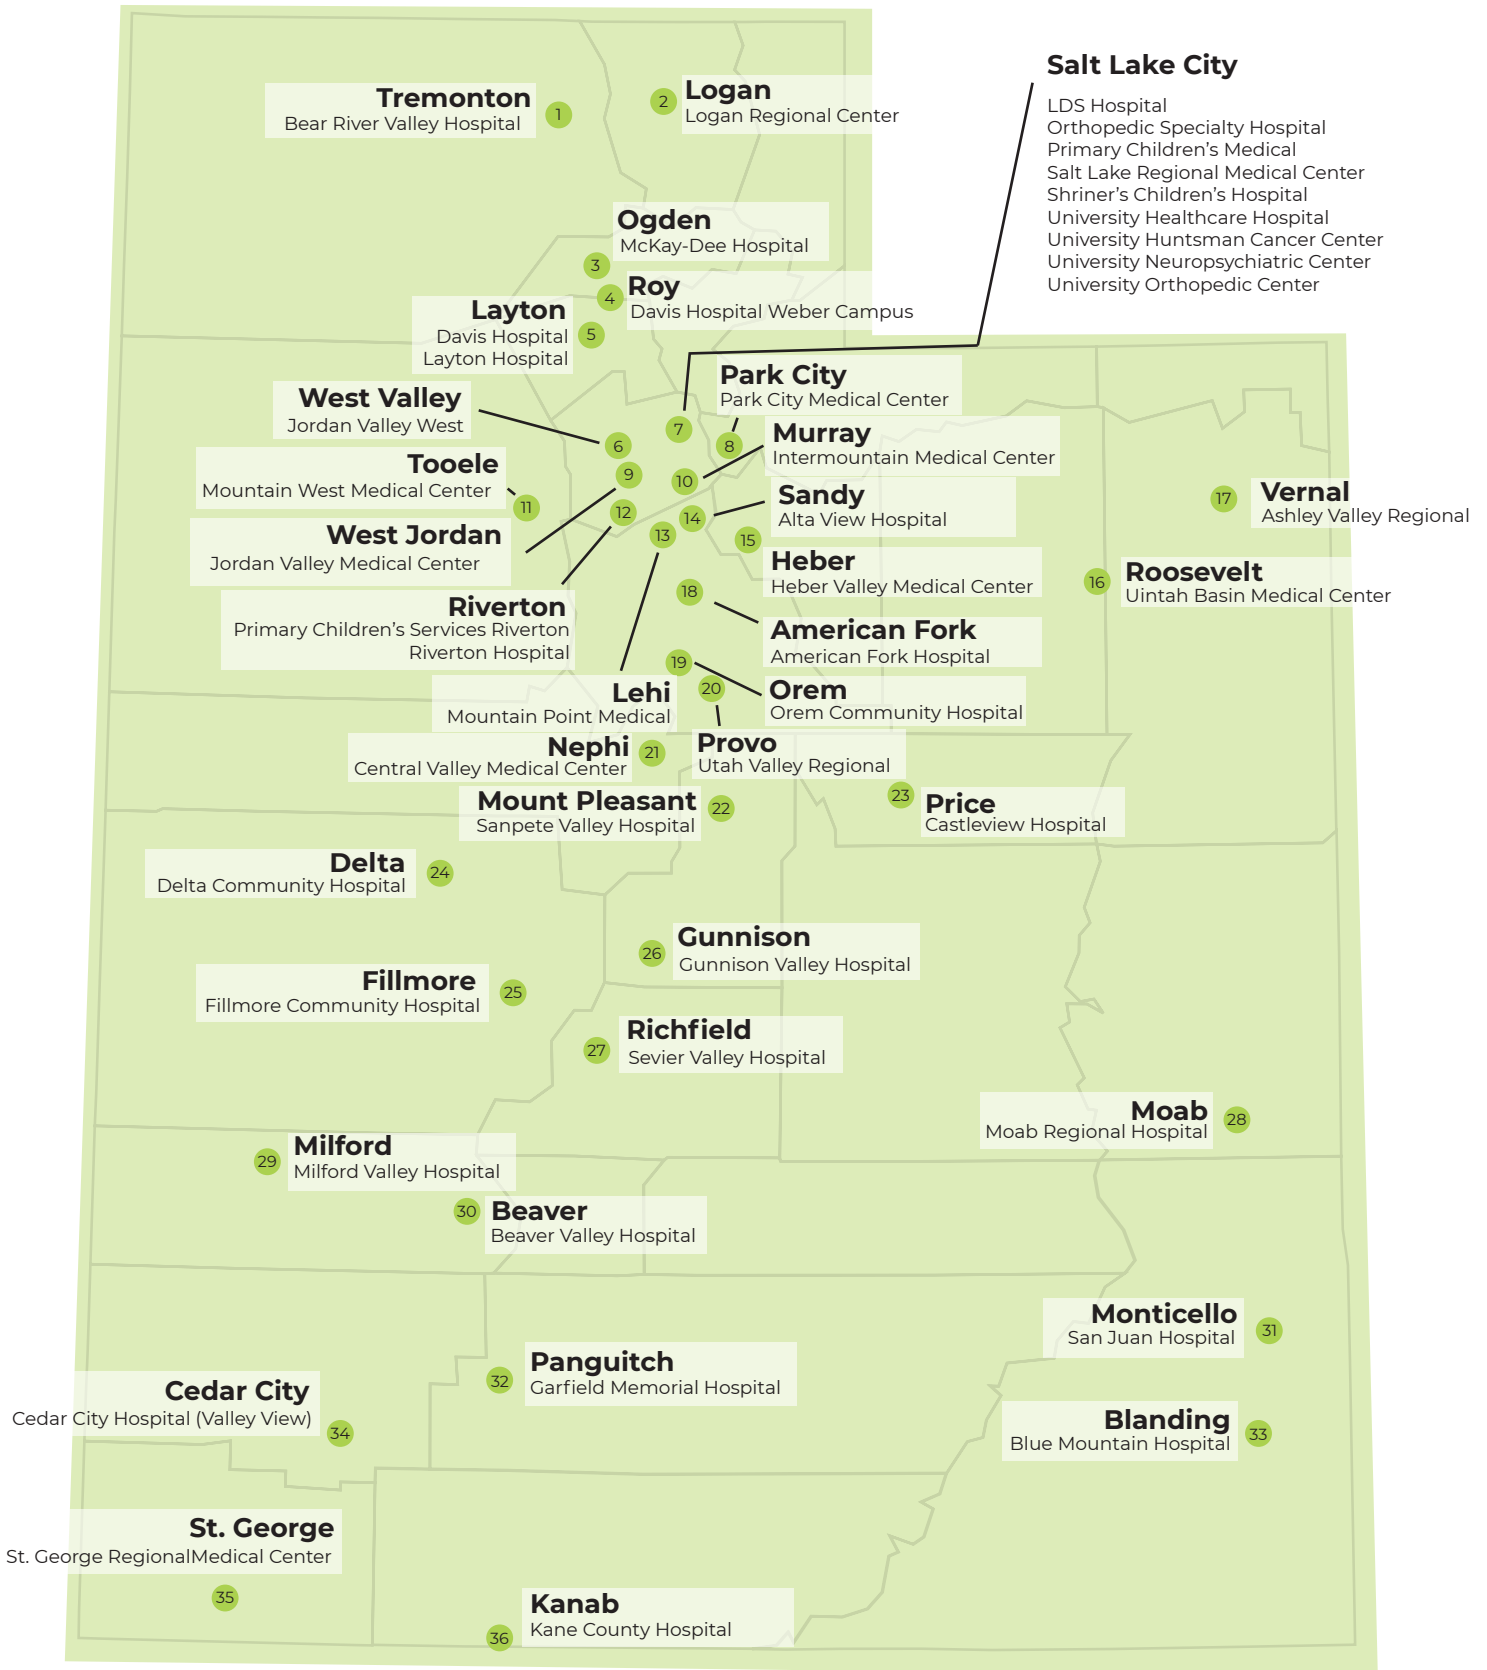 Salt Lake City
LDS Hospital
Orthopedic Specialty Hospital
Primary Children’s Medical
Salt Lake Regional Medical Center
Shriner’s Children’s Hospital
University Healthcare Hospital
University Huntsman Cancer Center
University Neuropsychiatric Center
University Orthopedic Center
Tremonton
Bear River Valley Hospital
1
2
Logan
Logan Regional Center
Ogden
McKay-Dee Hospital
3
4
Roy
Davis Hospital Weber Campus
Layton
Davis Hospital
Layton Hospital
5
West Valley
Jordan Valley West
6
7
Park City
Park City Medical Center
8
Murray
Intermountain Medical Center
10
Tooele
Mountain West Medical Center
11
9
West Jordan
Jordan Valley Medical Center
12
Sandy
Alta View Hospital
14
13
15
Heber
Heber Valley Medical Center
17
Vernal
Ashley Valley Regional
16
Roosevelt
Uintah Basin Medical Center
Riverton
Primary Children’s Services Riverton
Riverton Hospital
18
American Fork
American Fork Hospital
19
Orem
Orem Community Hospital
Lehi
Mountain Point Medical
20
Provo
Utah Valley Regional
Nephi
Central Valley Medical Center
21
Mount Pleasant
Sanpete Valley Hospital
22
23
Price
Castleview Hospital
Delta
Delta Community Hospital
24
26
Gunnison
Gunnison Valley Hospital
Fillmore
Fillmore Community Hospital
25
27
Richfield
Sevier Valley Hospital
Moab
Moab Regional Hospital
28
29
Milford
Milford Valley Hospital
30
Beaver
Beaver Valley Hospital
Monticello
San Juan Hospital
31
32
Panguitch
Garfield Memorial Hospital
Cedar City
Cedar City Hospital (Valley View)
34
Blanding
Blue Mountain Hospital
33
St. George
St. George RegionalMedical Center
35
36
Kanab
Kane County Hospital